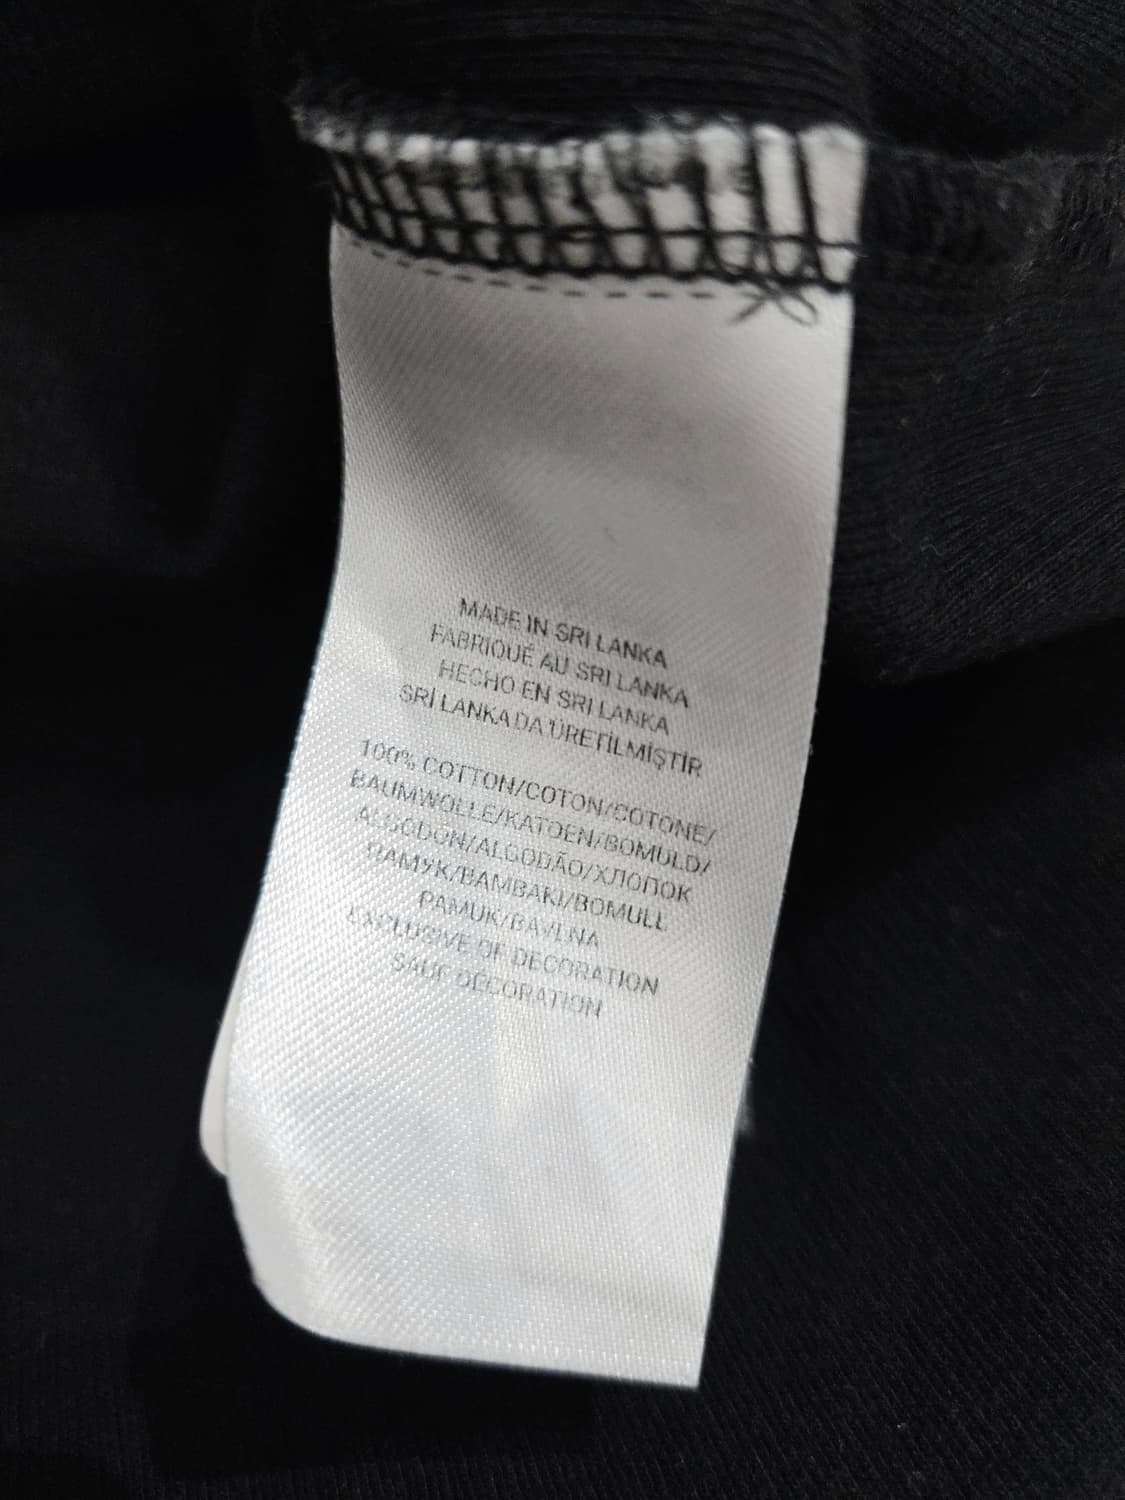 MADE IN SRI LANKA
FABRIQUÉ AU SRI LANKA
HECHO EN SRI LANKA
SRİ LANKA DA ÜRETİLMİŞTİR
100% COTTON/COTON/COTONE/
BAUMWOLLE/KATOEN/BOMULD/
ALGODÓN/ALGODÃO/ХЛОПОК
ПАМУК/BAMBAKI/BOMULL
PAMUK/BAVLNA
EXCLUSIVE OF DECORATION
SAUF DÉCORATION